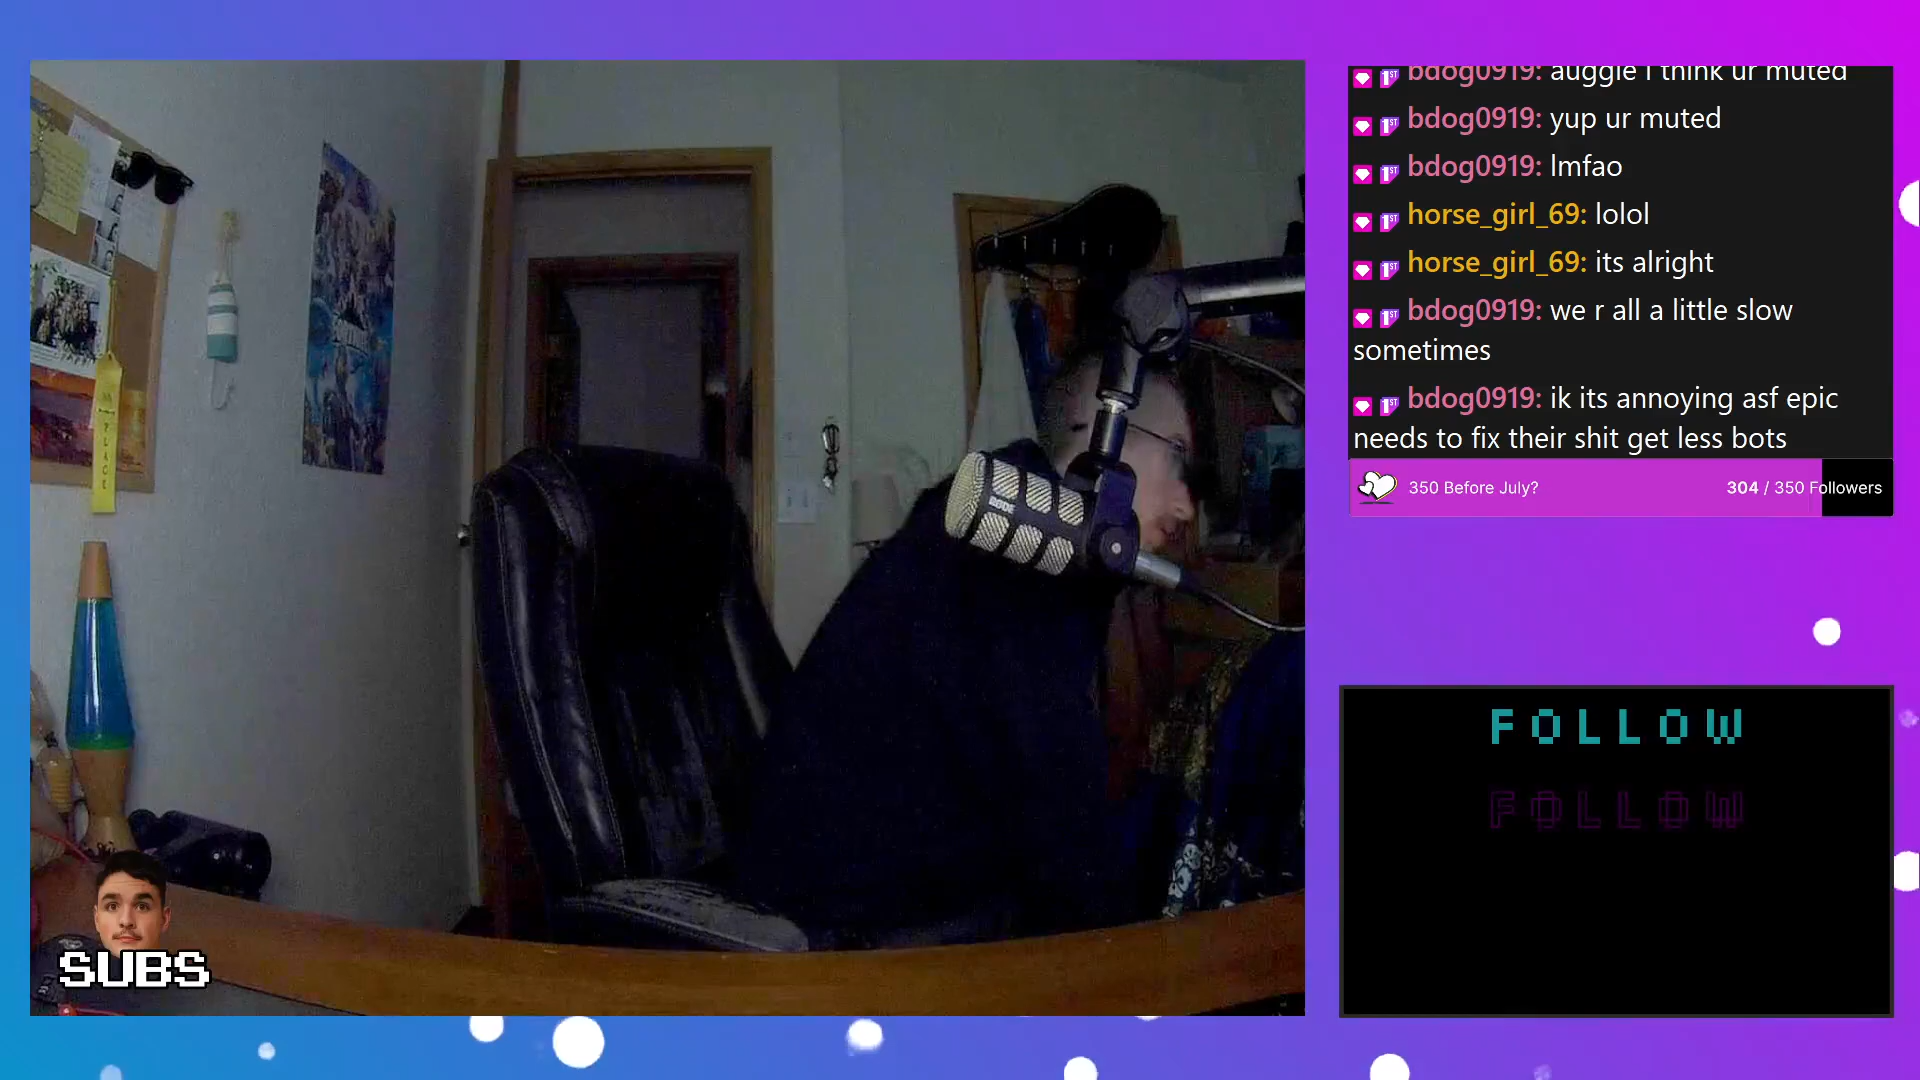 bdog0919: auggie i think ur muted
bdog0919: yup ur muted
bdog0919: lmfao
horse_girl_69: lolol
horse_girl_69: its alright
bdog0919: we r all a little slow
sometimes
bdog0919: ik its annoying asf epic
needs to fix their shit get less bots
350 Before July?
304 / 350 Followers
FOLLOW
FOLLOW
PLACE
RODE
SUBS